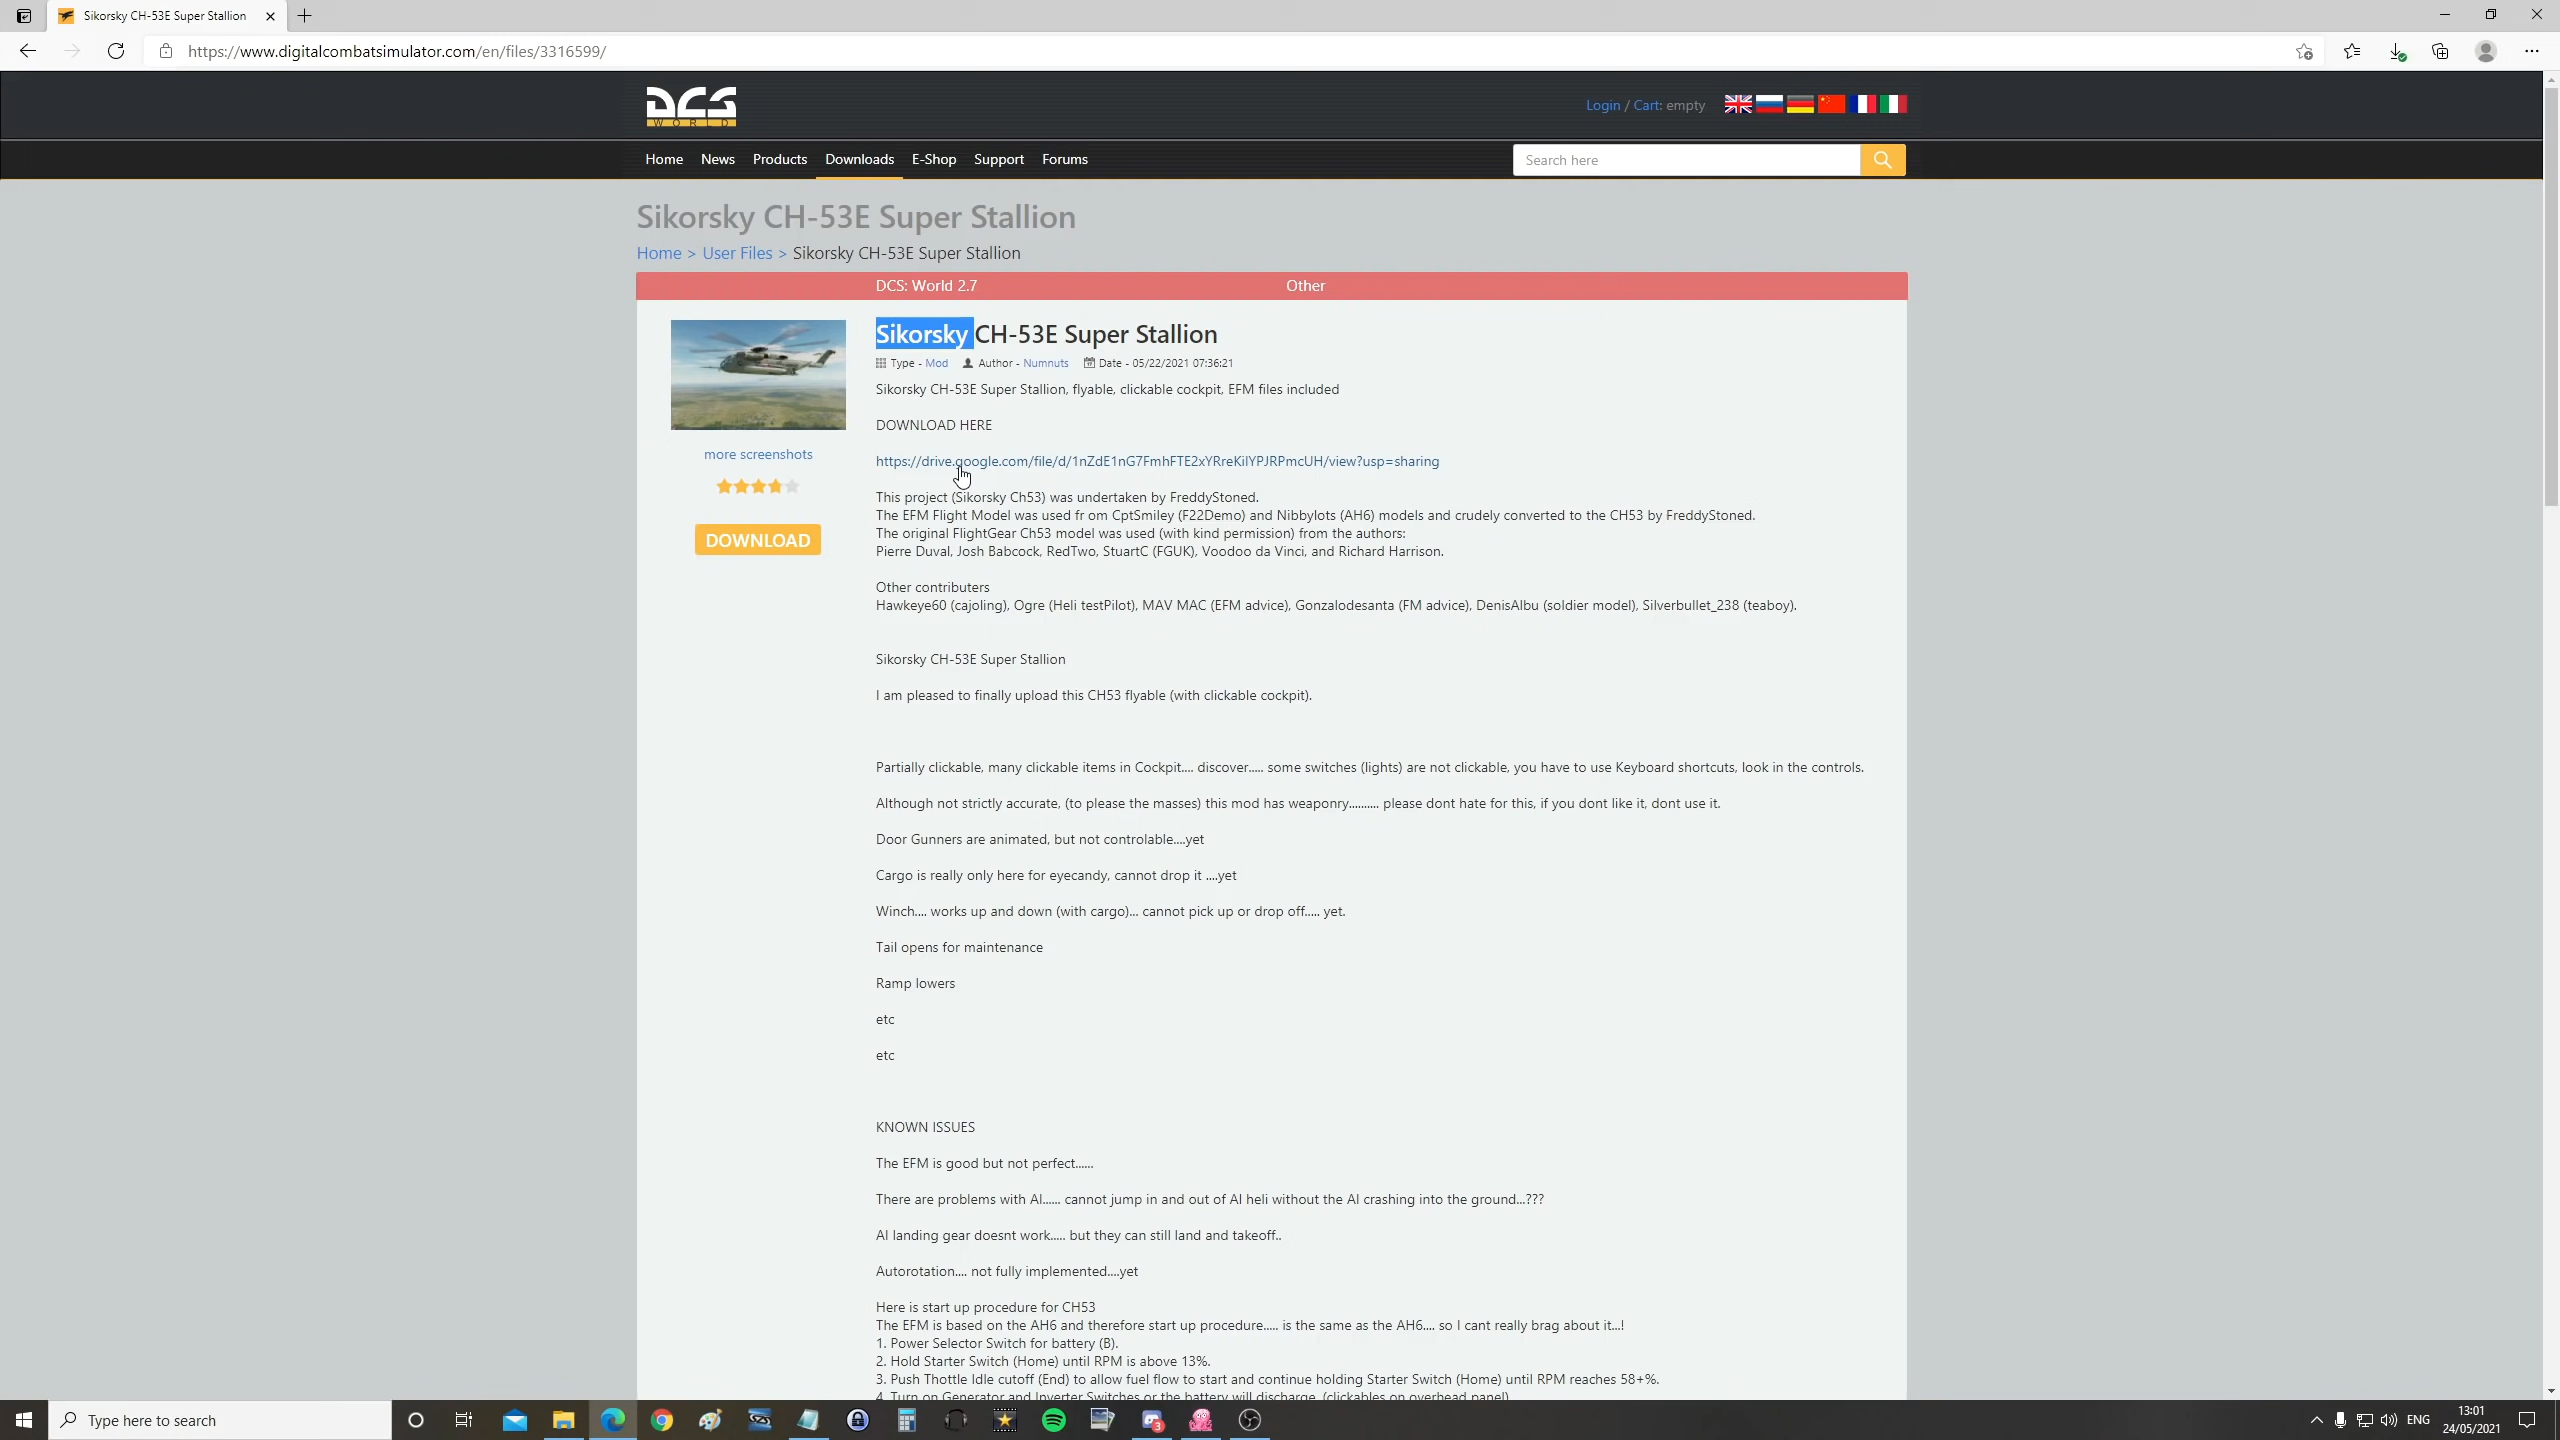 Sikorsky CH-53E Super Stallion
https://www.digitalcombatsimulator.com/en/files/3316599/
DCS
WORLD
Login / Cart: empty
Home News Products Downloads E-Shop Support Forums
Search here
Sikorsky CH-53E Super Stallion
Home > User Files > Sikorsky CH-53E Super Stallion
DCS: World 2.7 Other
Sikorsky CH-53E Super Stallion
Type - Mod Author - Numnuts Date - 05/22/2021 07:36:21
Sikorsky CH-53E Super Stallion, flyable, clickable cockpit, EFM files included
DOWNLOAD HERE
more screenshots
https://drive.google.com/file/d/1nZdE1nG7FmhFTE2xYRreKilYPJRPmcUH/view?usp=sharing
DOWNLOAD
This project (Sikorsky Ch53) was undertaken by FreddyStoned.
The EFM Flight Model was used fr om CptSmiley (F22Demo) and Nibbylots (AH6) models and crudely converted to the CH53 by FreddyStoned.
The original FlightGear Ch53 model was used (with kind permission) from the authors:
Pierre Duval, Josh Babcock, RedTwo, StuartC (FGUK), Voodoo da Vinci, and Richard Harrison.
Other contributers
Hawkeye60 (cajoling), Ogre (Heli testPilot), MAV MAC (EFM advice), Gonzalodesanta (FM advice), DenisAlbu (soldier model), Silverbullet_238 (teaboy).
Sikorsky CH-53E Super Stallion
I am pleased to finally upload this CH53 flyable (with clickable cockpit).
Partially clickable, many clickable items in Cockpit.... discover..... some switches (lights) are not clickable, you have to use Keyboard shortcuts, look in the controls.
Although not strictly accurate, (to please the masses) this mod has weaponry.......... please dont hate for this, if you dont like it, dont use it.
Door Gunners are animated, but not controlable....yet
Cargo is really only here for eyecandy, cannot drop it ....yet
Winch.... works up and down (with cargo)... cannot pick up or drop off..... yet.
Tail opens for maintenance
Ramp lowers
etc
etc
KNOWN ISSUES
The EFM is good but not perfect......
There are problems with AI...... cannot jump in and out of AI heli without the AI crashing into the ground...???
AI landing gear doesnt work..... but they can still land and takeoff..
Autorotation.... not fully implemented....yet
Here is start up procedure for CH53
The EFM is based on the AH6 and therefore start up procedure..... is the same as the AH6.... so I cant really brag about it...!
1. Power Selector Switch for battery (B).
2. Hold Starter Switch (Home) until RPM is above 13%.
3. Push Thottle Idle cutoff (End) to allow fuel flow to start and continue holding Starter Switch (Home) until RPM reaches 58+%.
4. Turn on Generator and Inverter Switches or the battery will discharge. (clickables on overhead panel)
Type here to search
3
ENG
13:01
24/05/2021